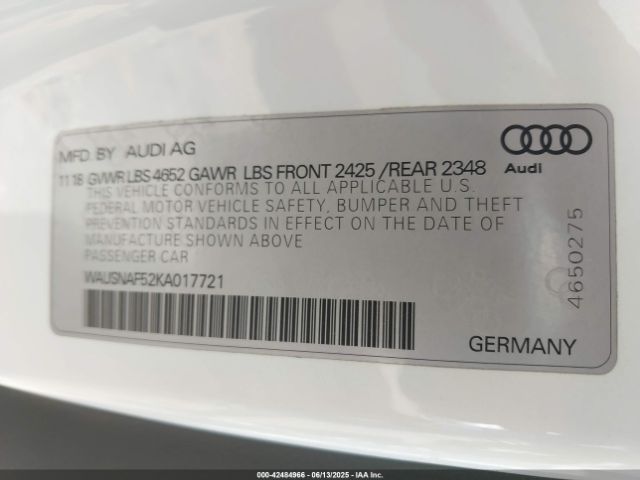 MFD. BY AUDI AG
11 18 GVWR LBS 4652 GAWR LBS FRONT 2425 /REAR 2348
THIS VEHICLE CONFORMS TO ALL APPLICABLE U.S.
FEDERAL MOTOR VEHICLE SAFETY, BUMPER AND THEFT
PREVENTION STANDARDS IN EFFECT ON THE DATE OF
MANUFACTURE SHOWN ABOVE
PASSENGER CAR
WAUSNAF52KA017721
Audi
4650275
GERMANY
000-42484966 - 06/13/2025 - IAA Inc.